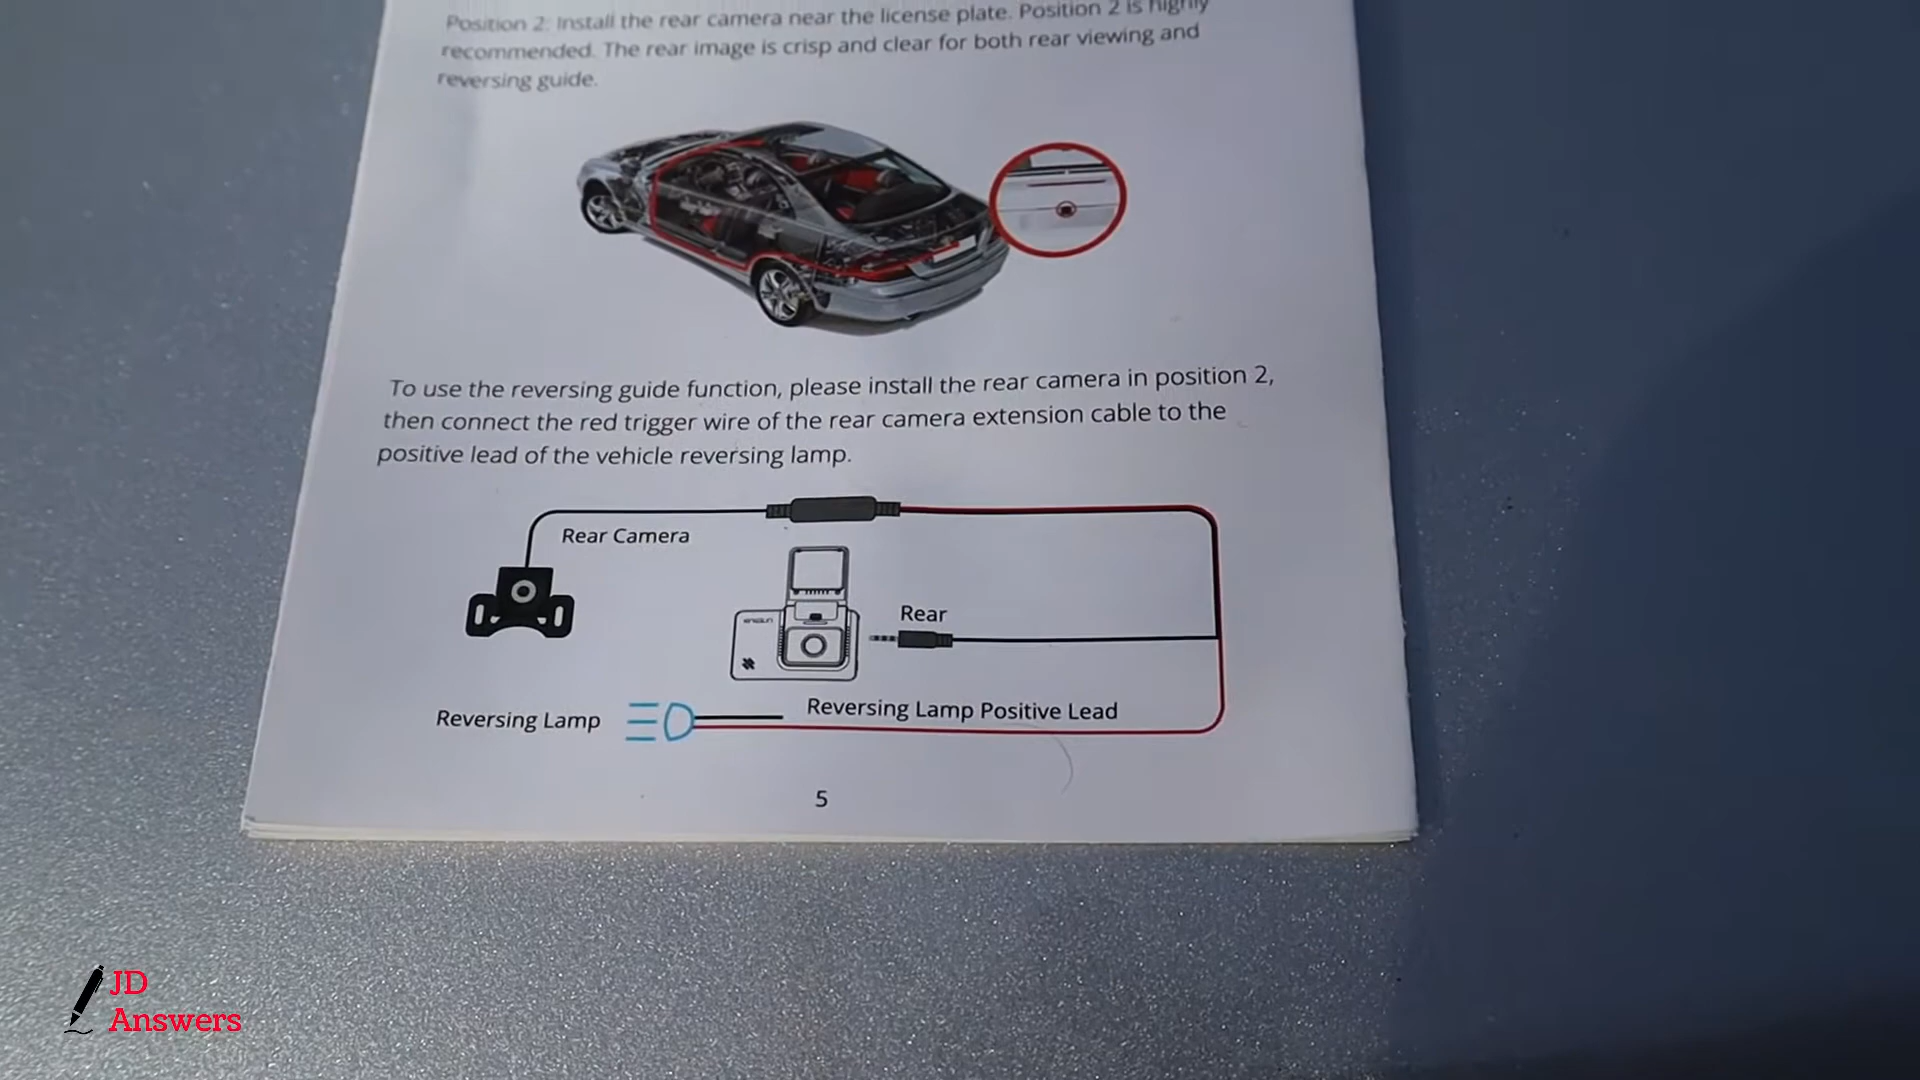 Position 2: Install the rear camera near the license plate. Position 2 is highly
recommended. The rear image is crisp and clear for both rear viewing and
reversing guide.
To use the reversing guide function, please install the rear camera in position 2,
then connect the red trigger wire of the rear camera extension cable to the
positive lead of the vehicle reversing lamp.
Rear Camera
Rear
Reversing Lamp Positive Lead
Reversing Lamp
5
JD
Answers